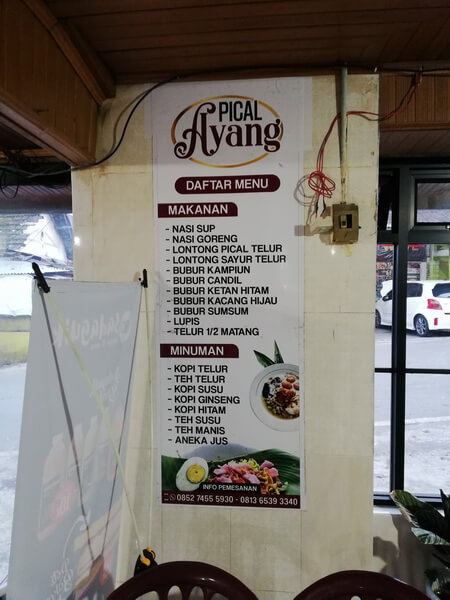 PICAL
Ayang
DAFTAR MENU
MAKANAN
- NASI SUP
- NASI GORENG
- LONTONG PICAL TELUR
- LONTONG SAYUR TELUR
- BUBUR KAMPIUN
- BUBUR CANDIL
- BUBUR KETAN HITAM
- BUBUR KACANG HIJAU
- BUBUR SUMSUM
- LUPIS
- TELUR 1/2 MATANG
MINUMAN
- KOPI TELUR
- TEH TELUR
- KOPI SUSU
- KOPI GINSENG
- KOPI HITAM
- TEH SUSU
- TEH MANIS
- ANEKA JUS
INFO PEMESANAN
0852 7455 5930 - 0813 6539 3340